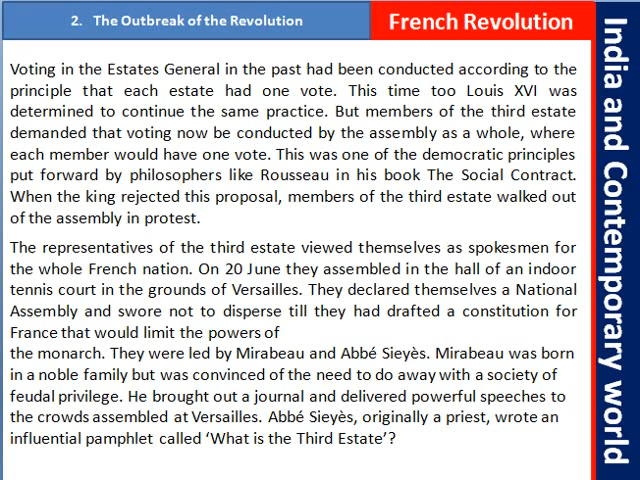 2. The Outbreak of the Revolution
French Revolution
Voting in the Estates General in the past had been conducted according to the
principle that each estate had one vote. This time too Louis XVI was
determined to continue the same practice. But members of the third estate
demanded that voting now be conducted by the assembly as a whole, where
each member would have one vote. This was one of the democratic principles
put forward by philosophers like Rousseau in his book The Social Contract.
When the king rejected this proposal, members of the third estate walked out
of the assembly in protest.
The representatives of the third estate viewed themselves as spokesmen for
the whole French nation. On 20 June they assembled in the hall of an indoor
tennis court in the grounds of Versailles. They declared themselves a National
Assembly and swore not to disperse till they had drafted a constitution for
France that would limit the powers of
the monarch. They were led by Mirabeau and Abbé Sieyès. Mirabeau was born
in a noble family but was convinced of the need to do away with a society of
feudal privilege. He brought out a journal and delivered powerful speeches to
the crowds assembled at Versailles. Abbé Sieyès, originally a priest, wrote an
influential pamphlet called ‘What is the Third Estate’?
India and Contemporary world